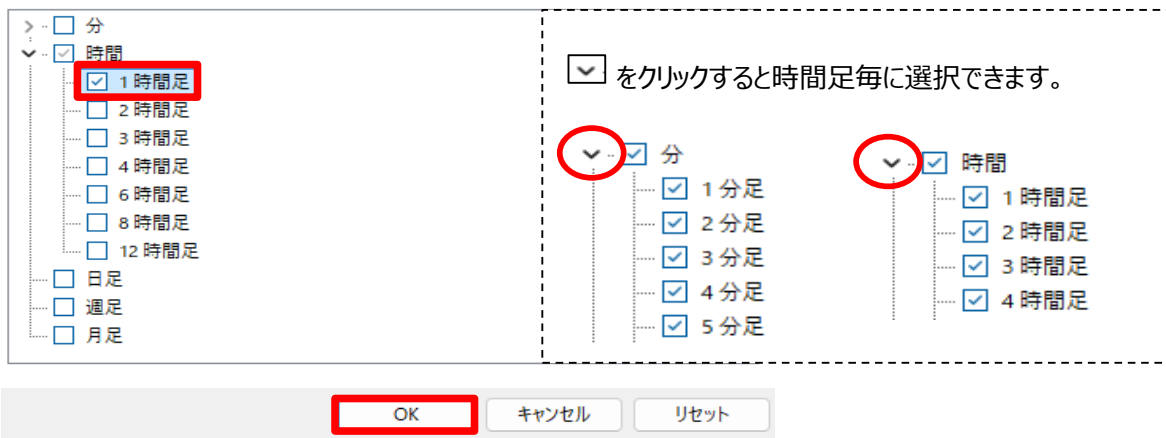 分
時間
1 時間足
2 時間足
3 時間足
4 時間足
6 時間足
8 時間足
12 時間足
日足
週足
月足
をクリックすると時間足毎に選択できます。
分
1 分足
2 分足
3 分足
4 分足
5 分足
時間
1 時間足
2 時間足
3 時間足
4 時間足
OK
キャンセル
リセット